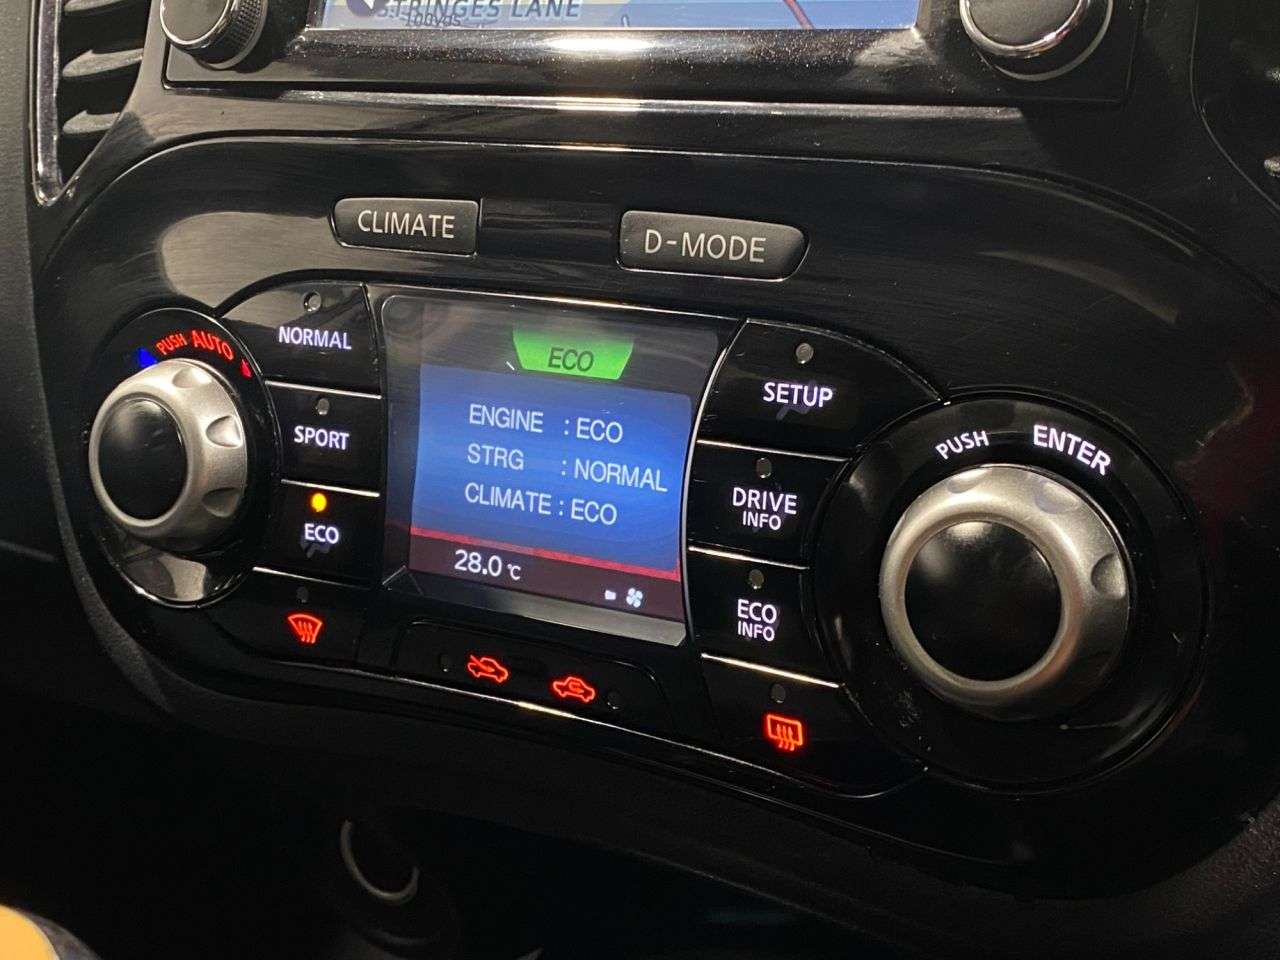 STRINGES LANE
100yds
CLIMATE
D-MODE
PUSH AUTO
NORMAL
SPORT
ECO
ECO
ENGINE : ECO
STRG : NORMAL
CLIMATE : ECO
28.0 °C
SETUP
DRIVE
INFO
ECO
INFO
PUSH ENTER